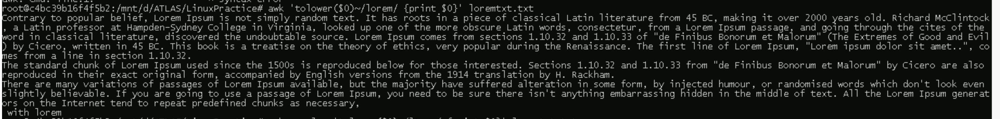 syntax error
root@c4bc39b16f4f5b2:/mnt/d/ATLAS/LinuxPractice# awk 'tolower($0)~/lorem/ {print $0}' loremtxt.txt
Contrary to popular belief, Lorem Ipsum is not simply random text. It has roots in a piece of classical Latin literature from 45 BC, making it over 2000 years old. Richard McClintock
, a Latin professor at Hampden-Sydney College in Virginia, looked up one of the more obscure Latin words, consectetur, from a Lorem Ipsum passage, and going through the cites of the
word in classical literature, discovered the undoubtable source. Lorem Ipsum comes from sections 1.10.32 and 1.10.33 of "de Finibus Bonorum et Malorum" (The Extremes of Good and Evil
) by Cicero, written in 45 BC. This book is a treatise on the theory of ethics, very popular during the Renaissance. The first line of Lorem Ipsum, "Lorem ipsum dolor sit amet..", co
mes from a line in section 1.10.32.
The standard chunk of Lorem Ipsum used since the 1500s is reproduced below for those interested. Sections 1.10.32 and 1.10.33 from "de Finibus Bonorum et Malorum" by Cicero are also
reproduced in their exact original form, accompanied by English versions from the 1914 translation by H. Rackham.
There are many variations of passages of Lorem Ipsum available, but the majority have suffered alteration in some form, by injected humour, or randomised words which don't look even
slightly believable. If you are going to use a passage of Lorem Ipsum, you need to be sure there isn't anything embarrassing hidden in the middle of text. All the Lorem Ipsum generat
ors on the Internet tend to repeat predefined chunks as necessary,
with lorem